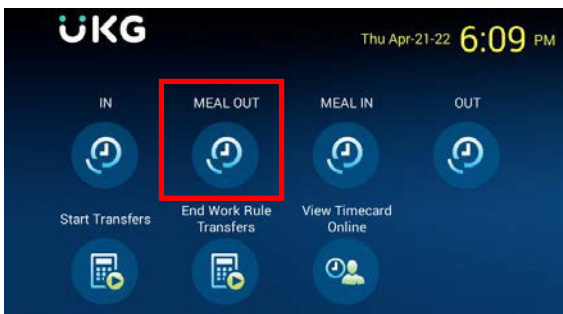 UKG
Thu Apr-21-22 6:09 PM
IN
MEAL OUT
MEAL IN
OUT
Start Transfers
End Work Rule
Transfers
View Timecard
Online